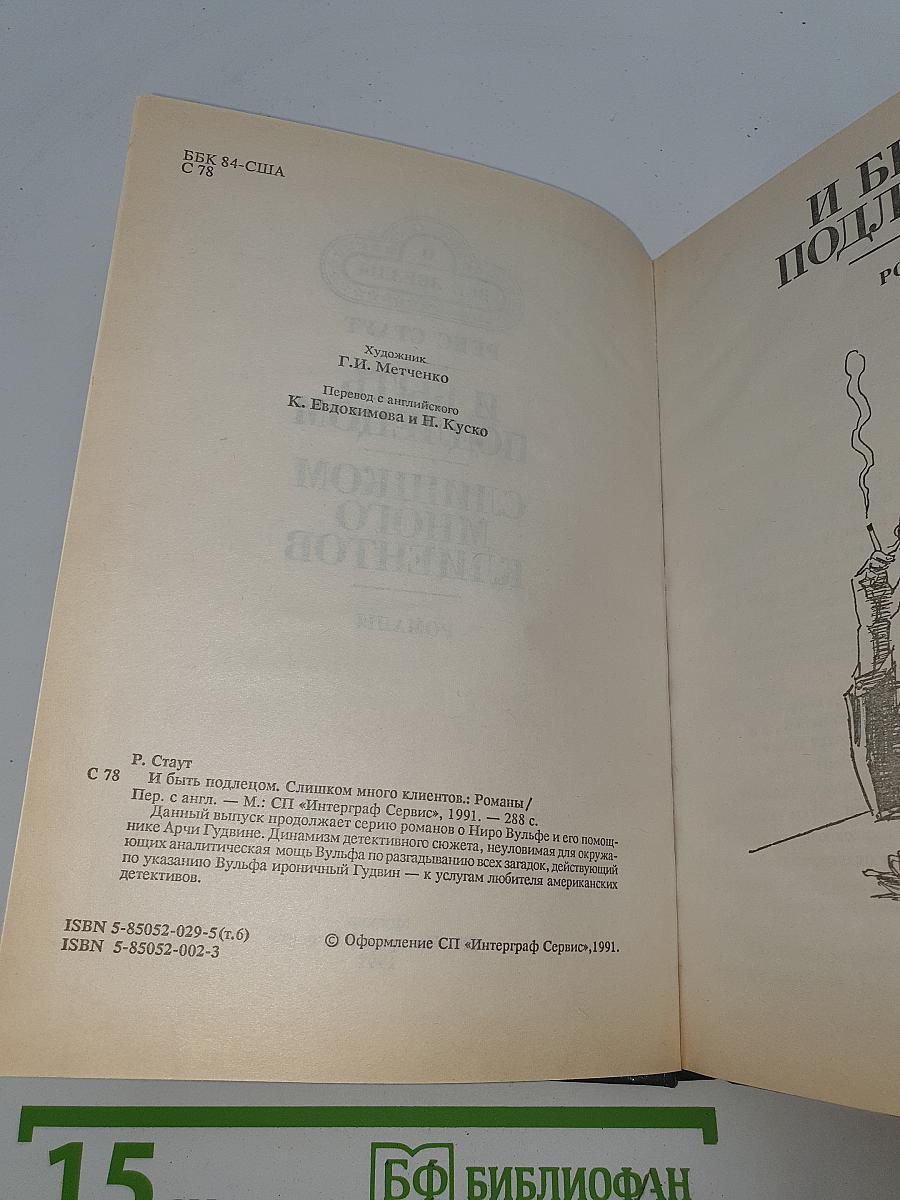 ББК 84-США
С 78
Художник
Г.И. Метченко
Перевод с английского
К. Евдокимова и Н. Куско
Р. Стаут
С 78 И быть подлецом. Слишком много клиентов.: Романы/
Пер. с англ. — М.: СП «Интерграф Сервис», 1991. — 288 с.
Данный выпуск продолжает серию романов о Ниро Вульфе и его помощ-
нике Арчи Гудвине. Динамизм детективного сюжета, неуловимая для окружа-
ющих аналитическая мощь Вульфа по разгадыванию всех загадок, действующий
по указанию Вульфа ироничный Гудвин — к услугам любителя американских
детективов.
ISBN 5-85052-029-5(т.6)
ISBN 5-85052-002-3
© Оформление СП «Интерграф Сервис»,1991.
И Б
ПОДЛ
РО
15
БФ БИБЛИОФАН